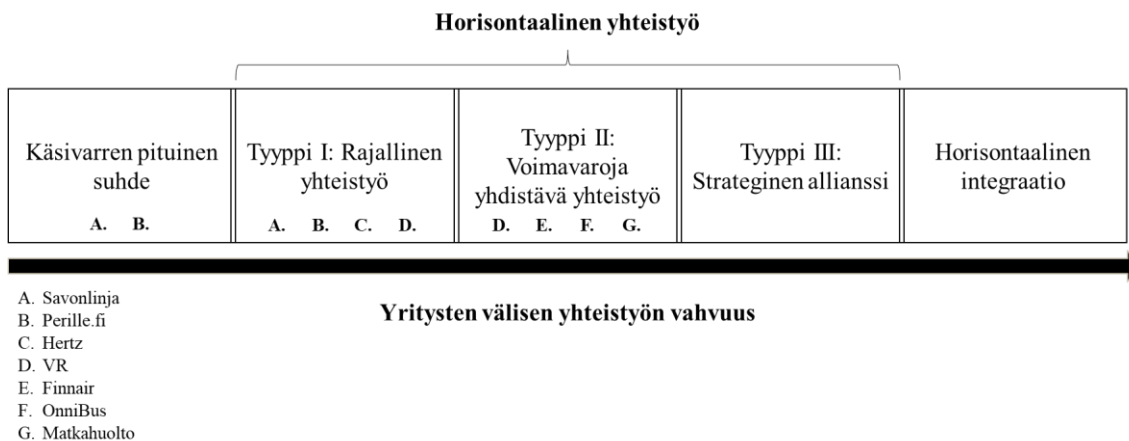 Horisontaalinen yhteistyö
Käsivarren pituinen
suhde
A. B.
Tyyppi I: Rajallinen
yhteistyö
A. B. C. D.
Tyyppi II:
Voimavaroja
yhdistävä yhteistyö
D. E. F. G.
Tyyppi III:
Strateginen allianssi
Horisontaalinen
integraatio
Yritysten välisen yhteistyön vahvuus
A. Savonlinja
B. Perille.fi
C. Hertz
D. VR
E. Finnair
F. OnniBus
G. Matkahuolto